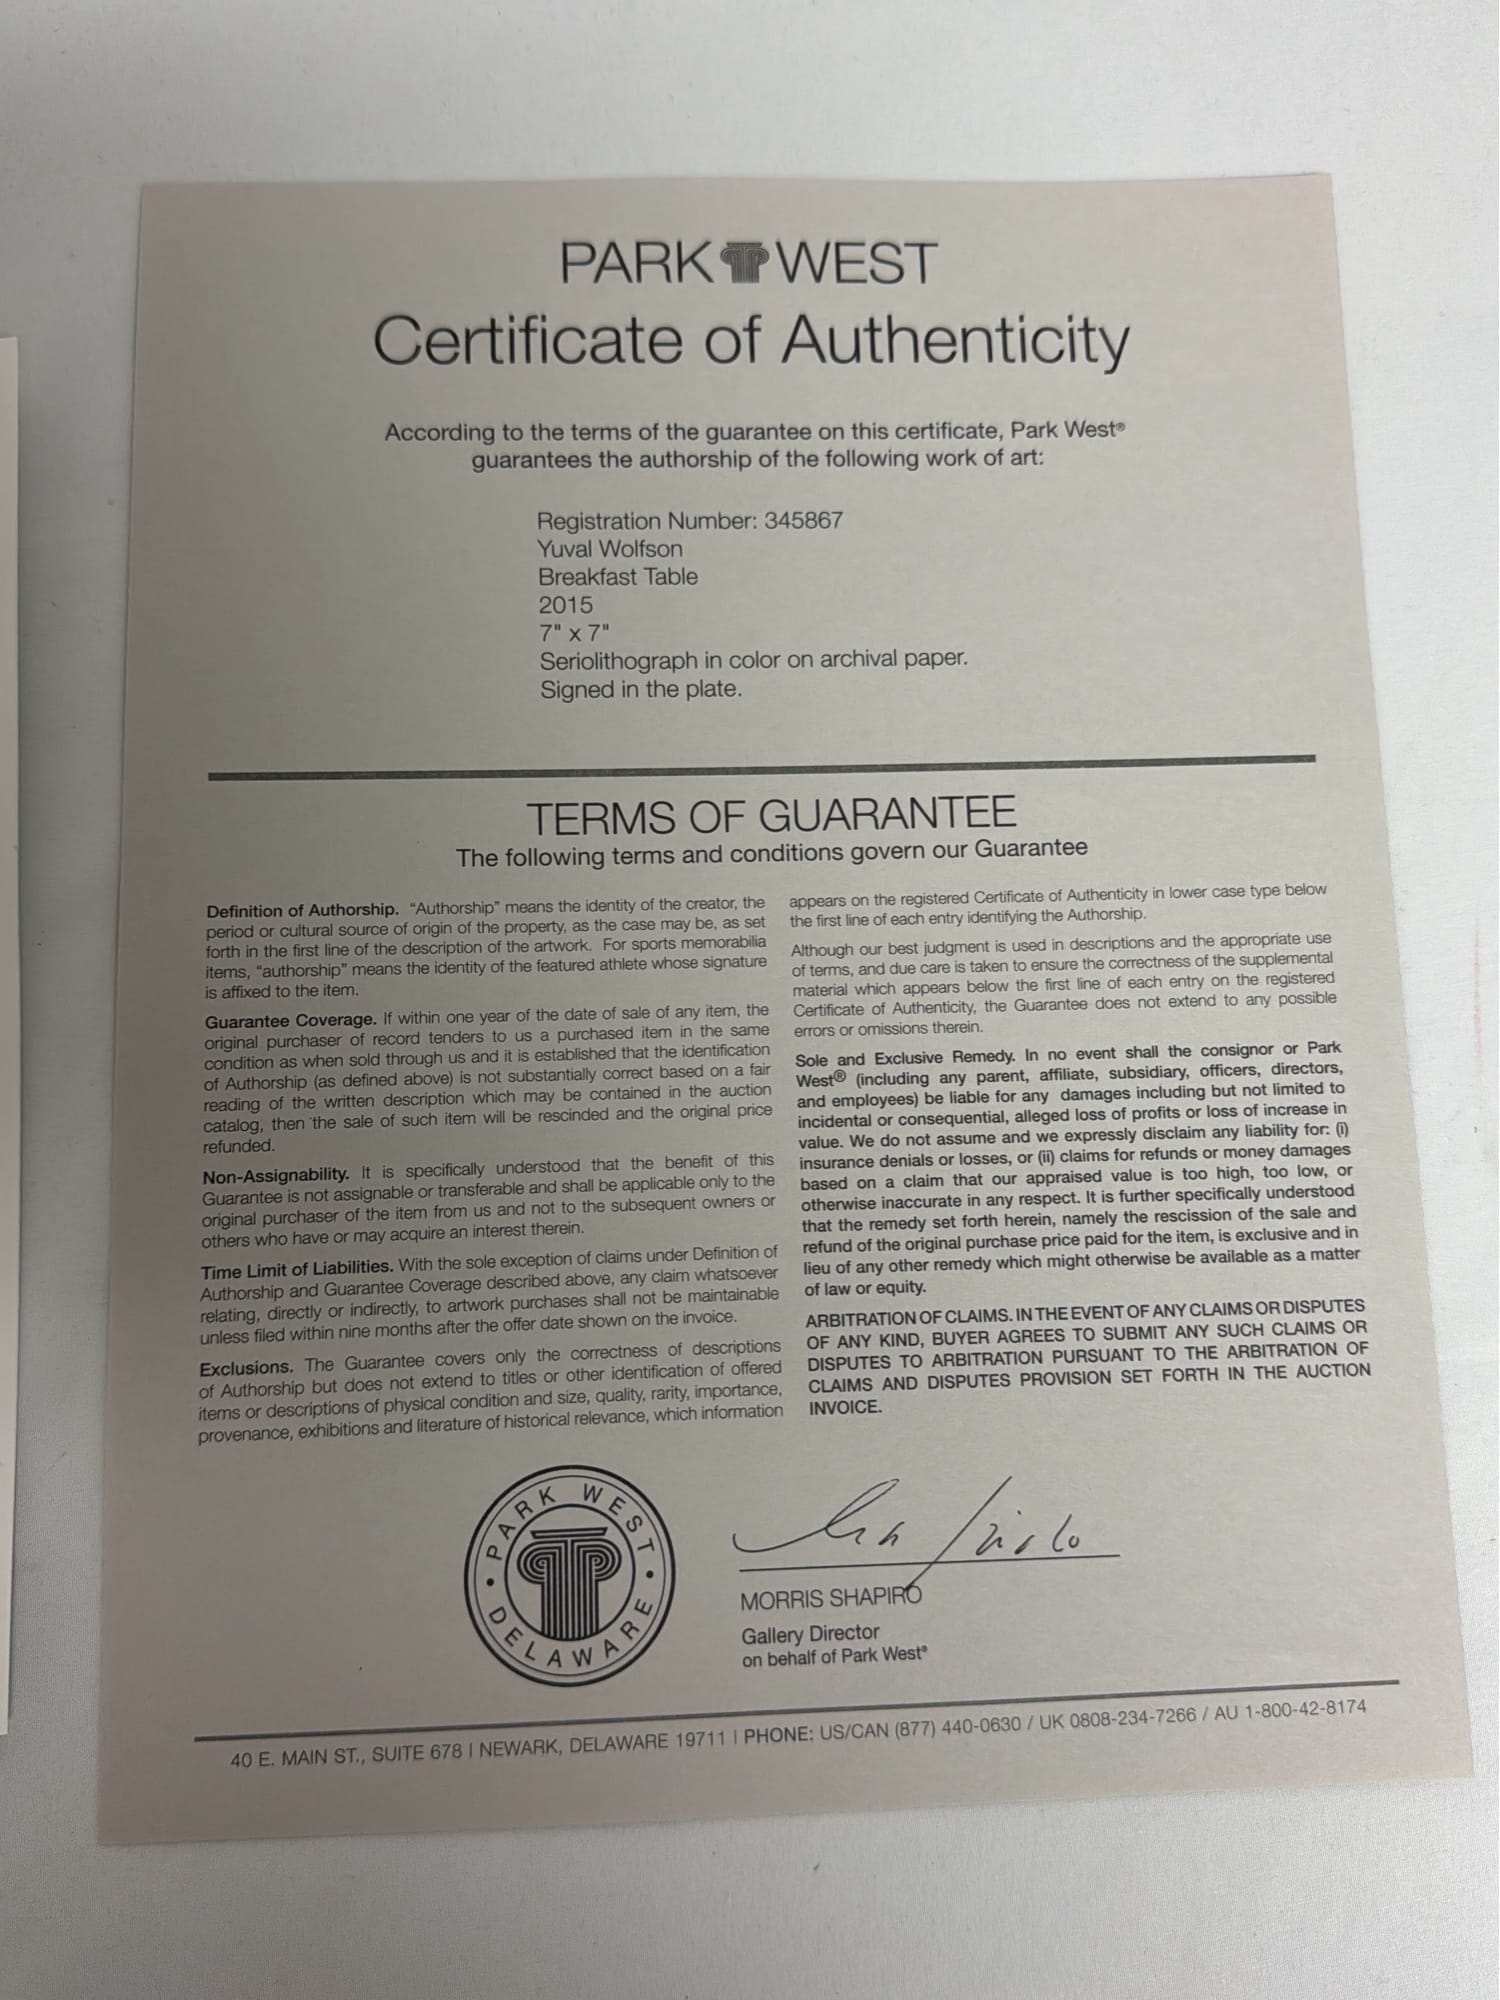 PARK WEST
Certificate of Authenticity
According to the terms of the guarantee on this certificate, Park West®
guarantees the authorship of the following work of art:
Registration Number: 345867
Yuval Wolfson
Breakfast Table
2015
7" x 7"
Seriolithograph in color on archival paper.
Signed in the plate.
TERMS OF GUARANTEE
The following terms and conditions govern our Guarantee
Definition of Authorship. “Authorship” means the identity of the creator, the
period or cultural source of origin of the property, as the case may be, as set
forth in the first line of the description of the artwork. For sports memorabilia
items, “authorship” means the identity of the featured athlete whose signature
is affixed to the item.
Guarantee Coverage. If within one year of the date of sale of any item, the
original purchaser of record tenders to us a purchased item in the same
condition as when sold through us and it is established that the identification
of Authorship (as defined above) is not substantially correct based on a fair
reading of the written description which may be contained in the auction
catalog, then the sale of such item will be rescinded and the original price
refunded.
Non-Assignability. It is specifically understood that the benefit of this
Guarantee is not assignable or transferable and shall be applicable only to the
original purchaser of the item from us and not to the subsequent owners or
others who have or may acquire an interest therein.
Time Limit of Liabilities. With the sole exception of claims under Definition of
Authorship and Guarantee Coverage described above, any claim whatsoever
relating, directly or indirectly, to artwork purchases shall not be maintainable
unless filed within nine months after the offer date shown on the invoice.
Exclusions. The Guarantee covers only the correctness of descriptions
of Authorship but does not extend to titles or other identification of offered
items or descriptions of physical condition and size, quality, rarity, importance,
provenance, exhibitions and literature of historical relevance, which information
appears on the registered Certificate of Authenticity in lower case type below
the first line of each entry identifying the Authorship.
Although our best judgment is used in descriptions and the appropriate use
of terms, and due care is taken to ensure the correctness of the supplemental
material which appears below the first line of each entry on the registered
Certificate of Authenticity, the Guarantee does not extend to any possible
errors or omissions therein.
Sole and Exclusive Remedy. In no event shall the consignor or Park
West® (including any parent, affiliate, subsidiary, officers, directors,
and employees) be liable for any damages including but not limited to
incidental or consequential, alleged loss of profits or loss of increase in
value. We do not assume and we expressly disclaim any liability for: (i)
insurance denials or losses, or (ii) claims for refunds or money damages
based on a claim that our appraised value is too high, too low, or
otherwise inaccurate in any respect. It is further specifically understood
that the remedy set forth herein, namely the rescission of the sale and
refund of the original purchase price paid for the item, is exclusive and in
lieu of any other remedy which might otherwise be available as a matter
of law or equity.
ARBITRATION OF CLAIMS. IN THE EVENT OF ANY CLAIMS OR DISPUTES
OF ANY KIND, BUYER AGREES TO SUBMIT ANY SUCH CLAIMS OR
DISPUTES TO ARBITRATION PURSUANT TO THE ARBITRATION OF
CLAIMS AND DISPUTES PROVISION SET FORTH IN THE AUCTION
INVOICE.
PARK WEST
DELAWARE
MORRIS SHAPIRO
Gallery Director
on behalf of Park West®
40 E. MAIN ST., SUITE 678 | NEWARK, DELAWARE 19711 | PHONE: US/CAN (877) 440-0630 / UK 0808-234-7266 / AU 1-800-42-8174